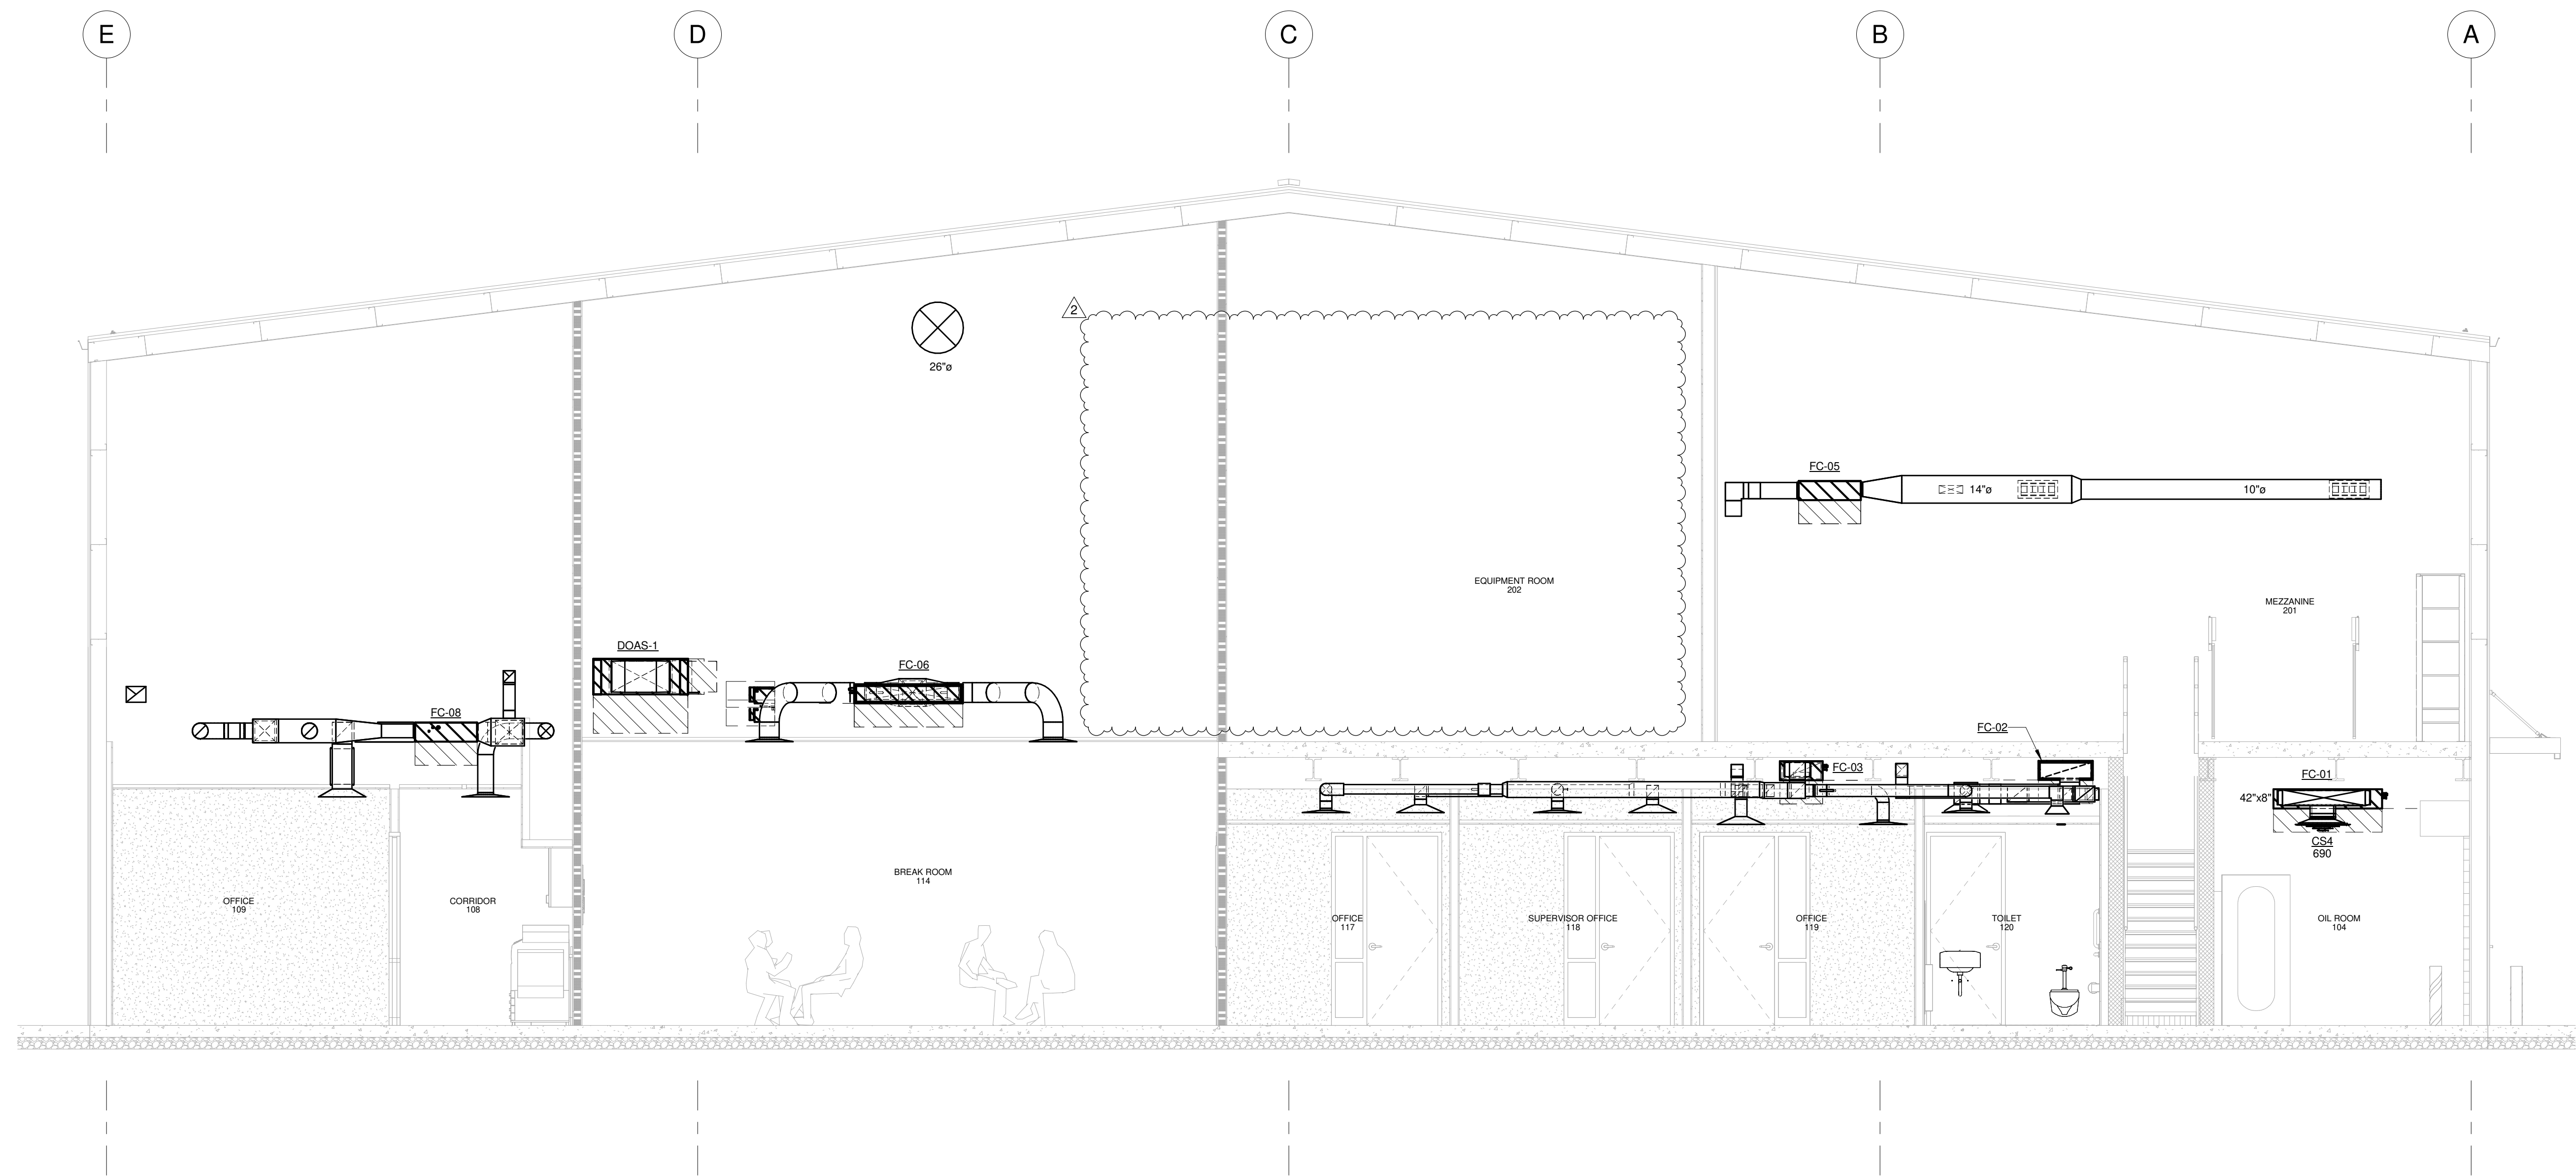 E
D
C
B
A
2
26"ø
FC-05
14"ø
10"ø
EQUIPMENT ROOM
202
MEZZANINE
201
DOAS-1
FC-06
FC-08
FC-02
FC-03
FC-01
42"x8"
CS4
690
BREAK ROOM
114
OFFICE
109
CORRIDOR
108
OFFICE
117
SUPERVISOR OFFICE
118
OFFICE
119
TOILET
120
OIL ROOM
104